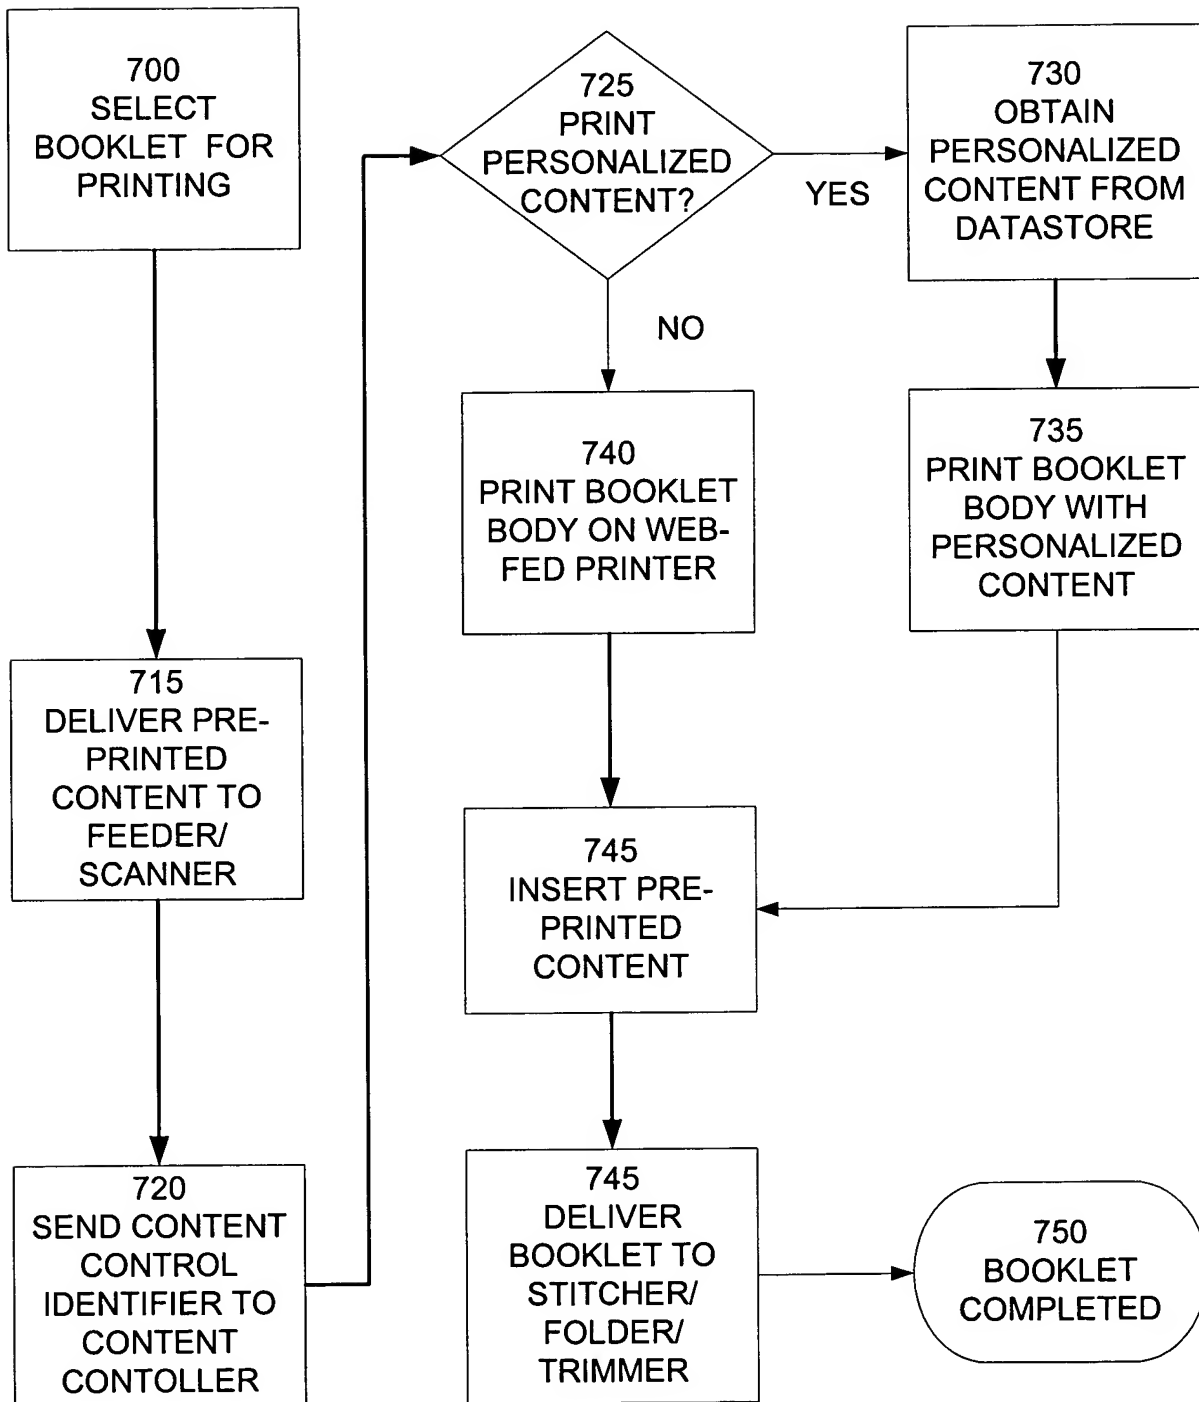 700
SELECT
BOOKLET FOR
PRINTING
715
DELIVER PRE-
PRINTED
CONTENT TO
FEEDER/
SCANNER
720
SEND CONTENT
CONTROL
IDENTIFIER TO
CONTENT
CONTOLLER
725
PRINT
PERSONALIZED
CONTENT?
YES
NO
730
OBTAIN
PERSONALIZED
CONTENT FROM
DATASTORE
735
PRINT BOOKLET
BODY WITH
PERSONALIZED
CONTENT
740
PRINT BOOKLET
BODY ON WEB-
FED PRINTER
745
INSERT PRE-
PRINTED
CONTENT
745
DELIVER
BOOKLET TO
STITCHER/
FOLDER/
TRIMMER
750
BOOKLET
COMPLETED